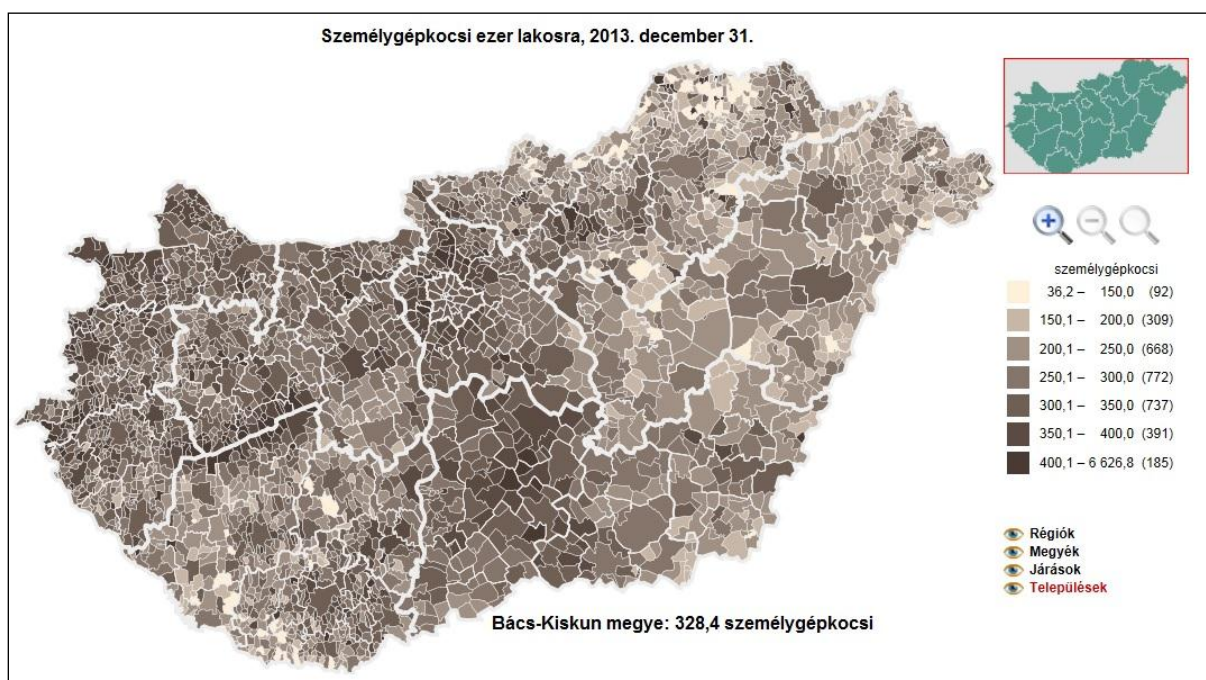 Személygépkocsi ezer lakosra, 2013. december 31.
személygépkocsi
36,2 – 150,0 (92)
150,1 – 200,0 (309)
200,1 – 250,0 (668)
250,1 – 300,0 (772)
300,1 – 350,0 (737)
350,1 – 400,0 (391)
400,1 – 6 626,8 (185)
Régiók
Megyék
Járások
Települések
Bács-Kiskun megye: 328,4 személygépkocsi